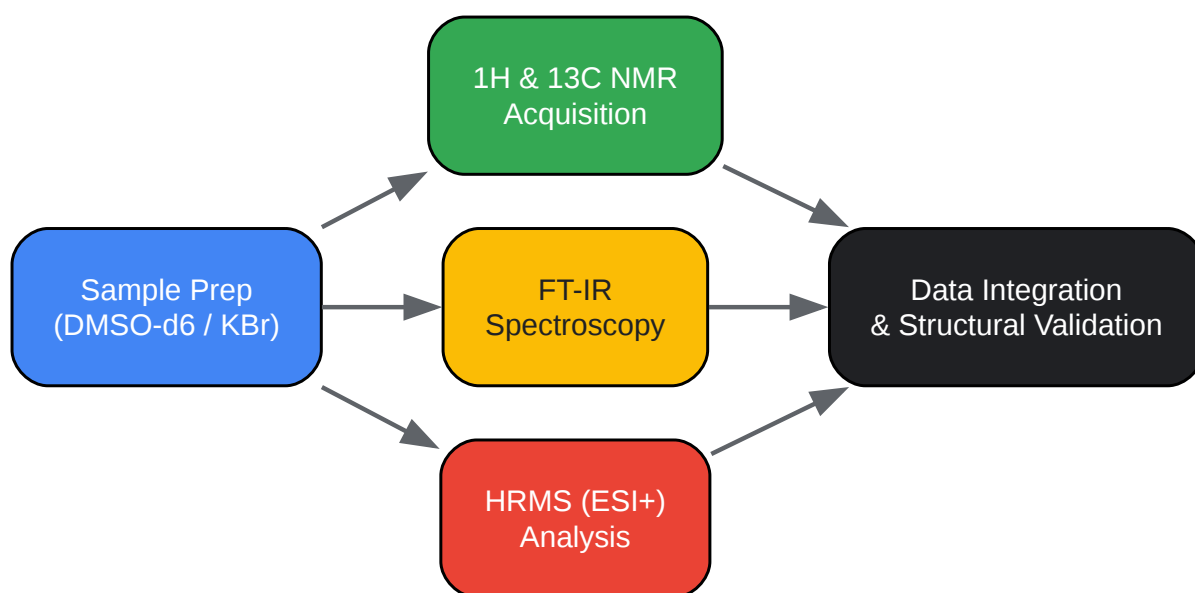 1H & 13C NMR
Acquisition
Sample Prep
(DMSO-d6 / KBr)
FT-IR
Spectroscopy
Data Integration
& Structural Validation
HRMS (ESI+)
Analysis